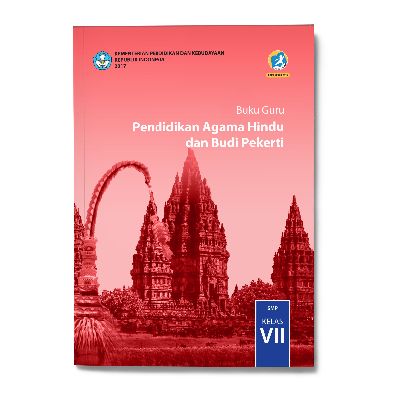 KEMENTERIAN PENDIDIKAN DAN KEBUDAYAAN
REPUBLIK INDONESIA
2017
Buku Guru
Pendidikan Agama Hindu
dan Budi Pekerti
SMP
KELAS
VII